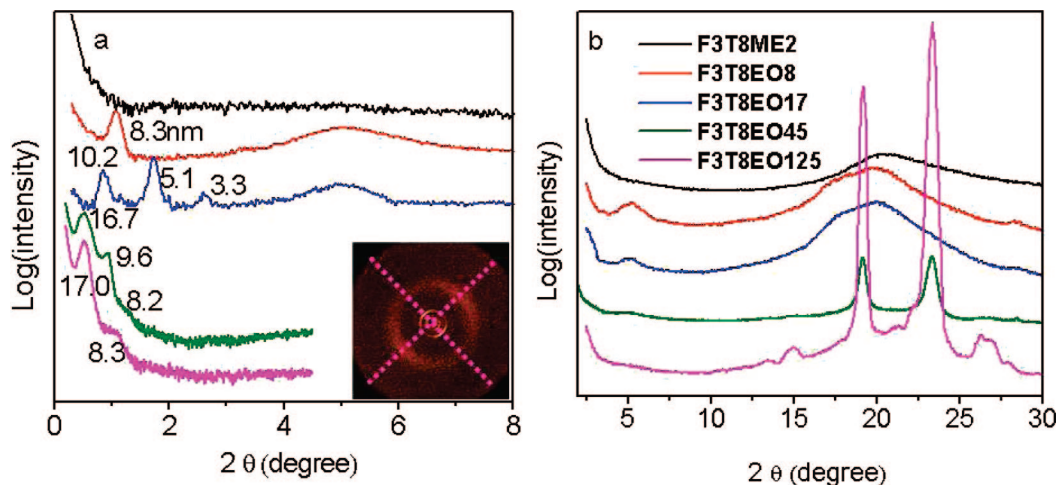 a
8.3nm
10.2
5.1
3.3
16.7
9.6
17.0
8.2
8.3
Log(intensity)
0 2 4 6 8
2 θ (degree)
b
F3T8ME2
F3T8EO8
F3T8EO17
F3T8EO45
F3T8EO125
Log(intensity)
5 10 15 20 25 30
2 θ (degree)